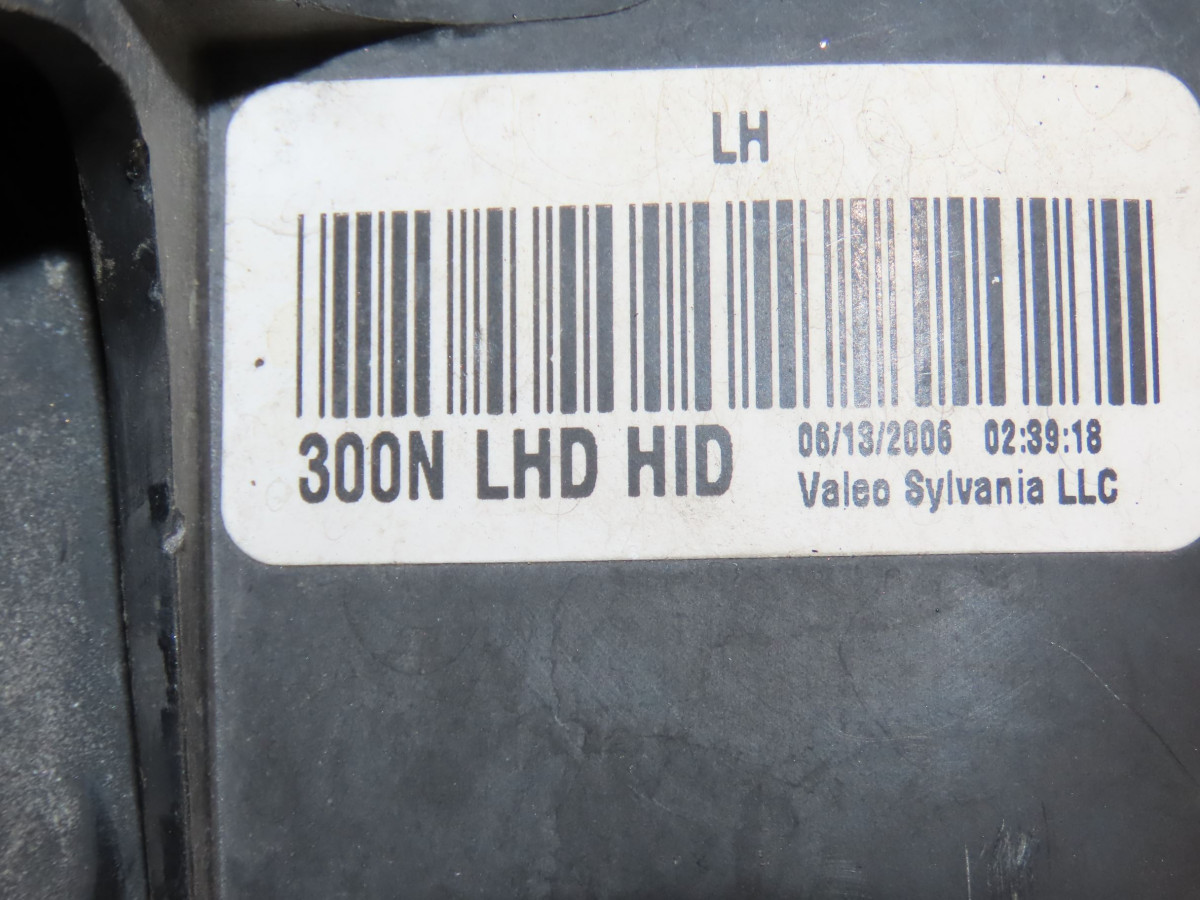 LH
300N LHD HID
06/13/2006 02:39:18
Valeo Sylvania LLC